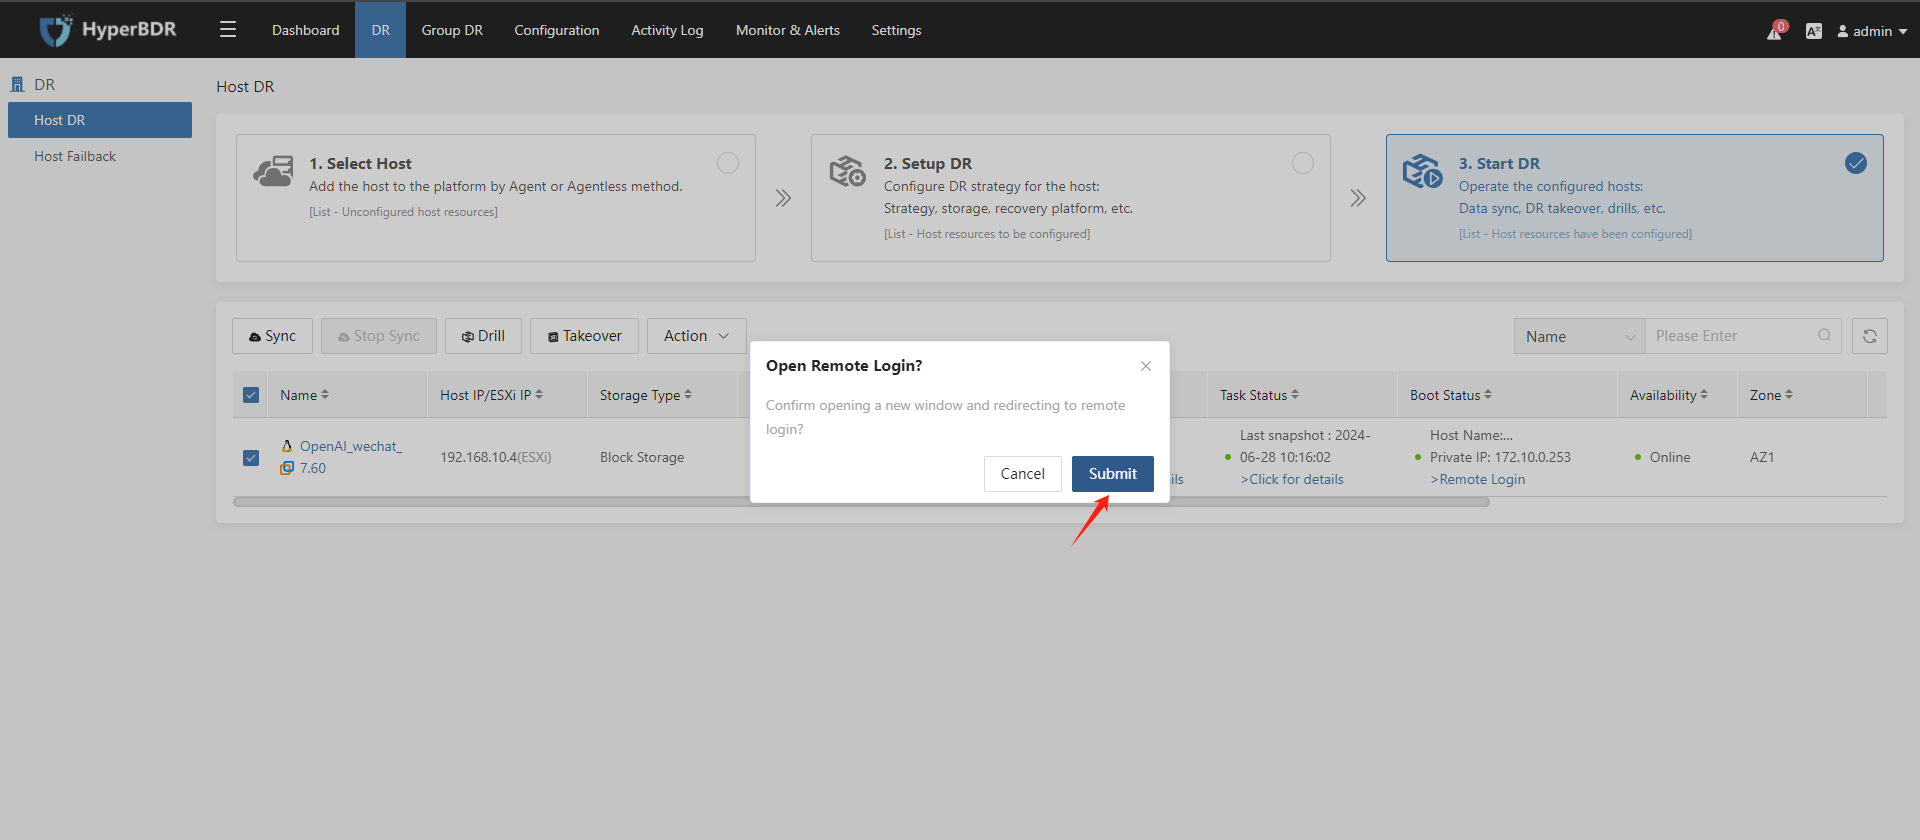 HyperBDR
Dashboard
DR
Group DR
Configuration
Activity Log
Monitor & Alerts
Settings
0
admin
DR
Host DR
Host Failback
Host DR
1. Select Host
Add the host to the platform by Agent or Agentless method.
[List - Unconfigured host resources]
2. Setup DR
Configure DR strategy for the host:
Strategy, storage, recovery platform, etc.
[List - Host resources to be configured]
3. Start DR
Operate the configured hosts:
Data sync, DR takeover, drills, etc.
[List - Host resources have been configured]
Sync
Stop Sync
Drill
Takeover
Action
Name
Please Enter
Name
Host IP/ESXi IP
Storage Type
Task Status
Boot Status
Availability
Zone
OpenAI_wechat_
7.60
192.168.10.4(ESXi)
Block Storage
Last snapshot : 2024-
06-28 10:16:02
>Click for details
Host Name:...
Private IP: 172.10.0.253
>Remote Login
Online
AZ1
Open Remote Login?
Confirm opening a new window and redirecting to remote
login?
Cancel
Submit